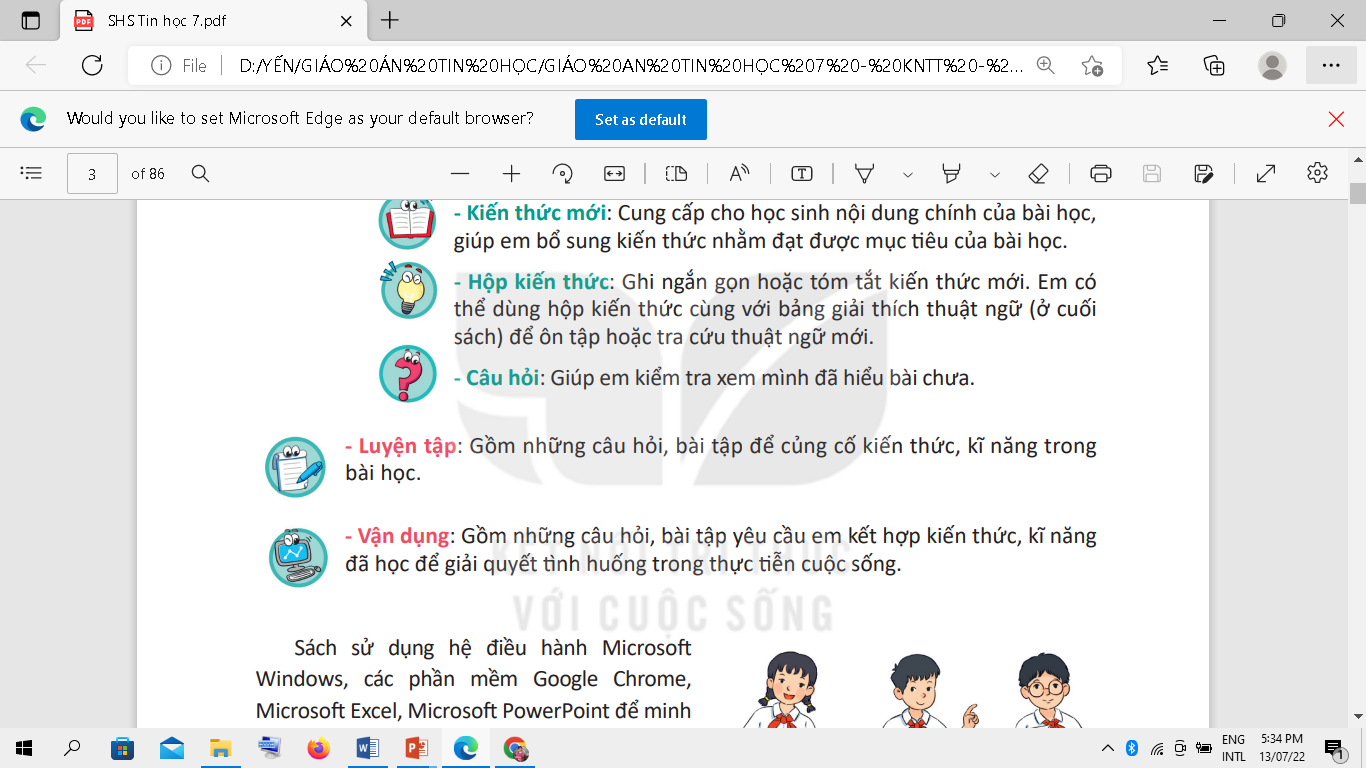 SHS Tin học 7.pdf
File
D:/YẾN/GIÁO%20ÁN%20TIN%20HỌC/GIÁO%20AN%20TIN%20HỌC%207%20-%20KNTT%20-%2...
Would you like to set Microsoft Edge as your default browser?
Set as default
3 of 86
- Kiến thức mới: Cung cấp cho học sinh nội dung chính của bài học,
giúp em bổ sung kiến thức nhằm đạt được mục tiêu của bài học.
- Hộp kiến thức: Ghi ngắn gọn hoặc tóm tắt kiến thức mới. Em có
thể dùng hộp kiến thức cùng với bảng giải thích thuật ngữ (ở cuối
sách) để ôn tập hoặc tra cứu thuật ngữ mới.
- Câu hỏi: Giúp em kiểm tra xem mình đã hiểu bài chưa.
- Luyện tập: Gồm những câu hỏi, bài tập để củng cố kiến thức, kĩ năng trong
bài học.
- Vận dụng: Gồm những câu hỏi, bài tập yêu cầu em kết hợp kiến thức, kĩ năng
đã học để giải quyết tình huống trong thực tiễn cuộc sống.
KẾT NỐI TRI THỨC
VỚI CUỘC SỐNG
Sách sử dụng hệ điều hành Microsoft
Windows, các phần mềm Google Chrome,
Microsoft Excel, Microsoft PowerPoint để minh
ENG
INTL
5:34 PM
13/07/22
1